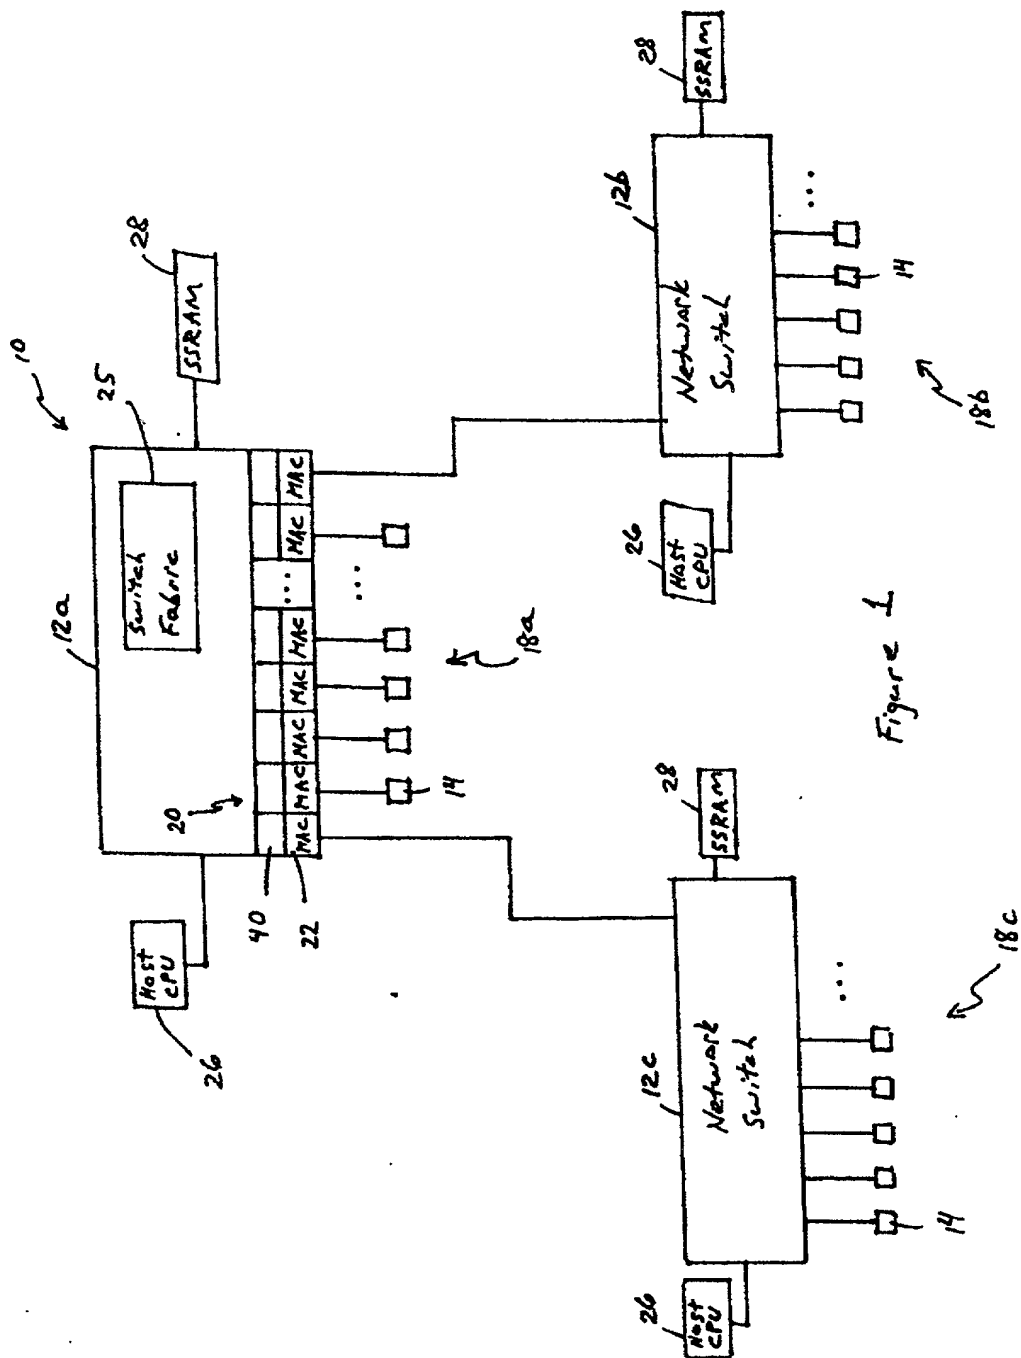 10
12a
Switch
Fabric
25
SSRAM
28
Host
CPU
26
20
40
22
MAC
MAC
MAC
MAC
MAC
...
MAC
MAC
14
...
18a
12c
Network
Switch
Host
CPU
26
SSRAM
28
14
...
18c
12b
Network
Switch
Host
CPU
26
SSRAM
28
14
...
18b
Figure 1